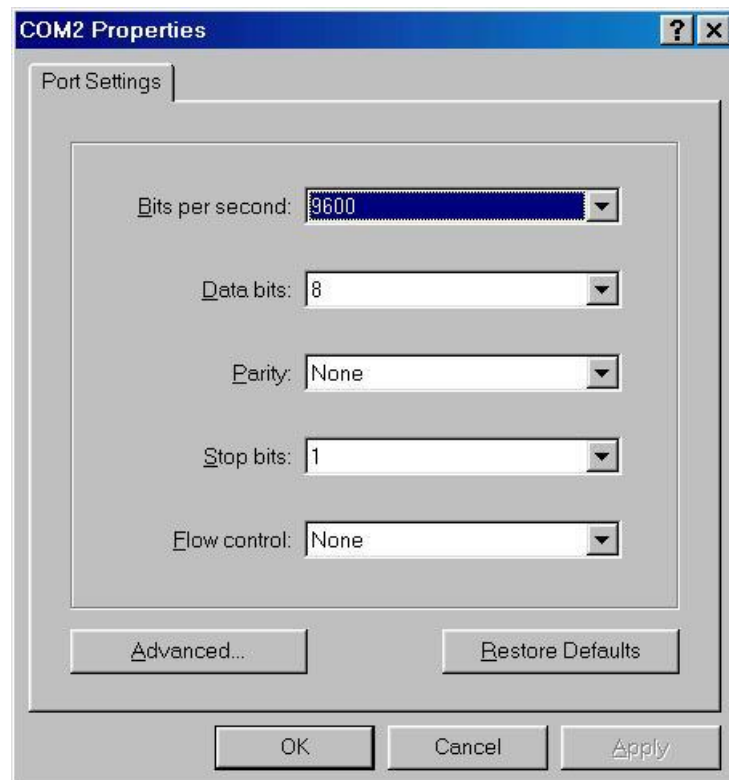 COM2 Properties
Port Settings
Bits per second: 9600
Data bits: 8
Parity: None
Stop bits: 1
Flow control: None
Advanced... Restore Defaults
OK Cancel Apply